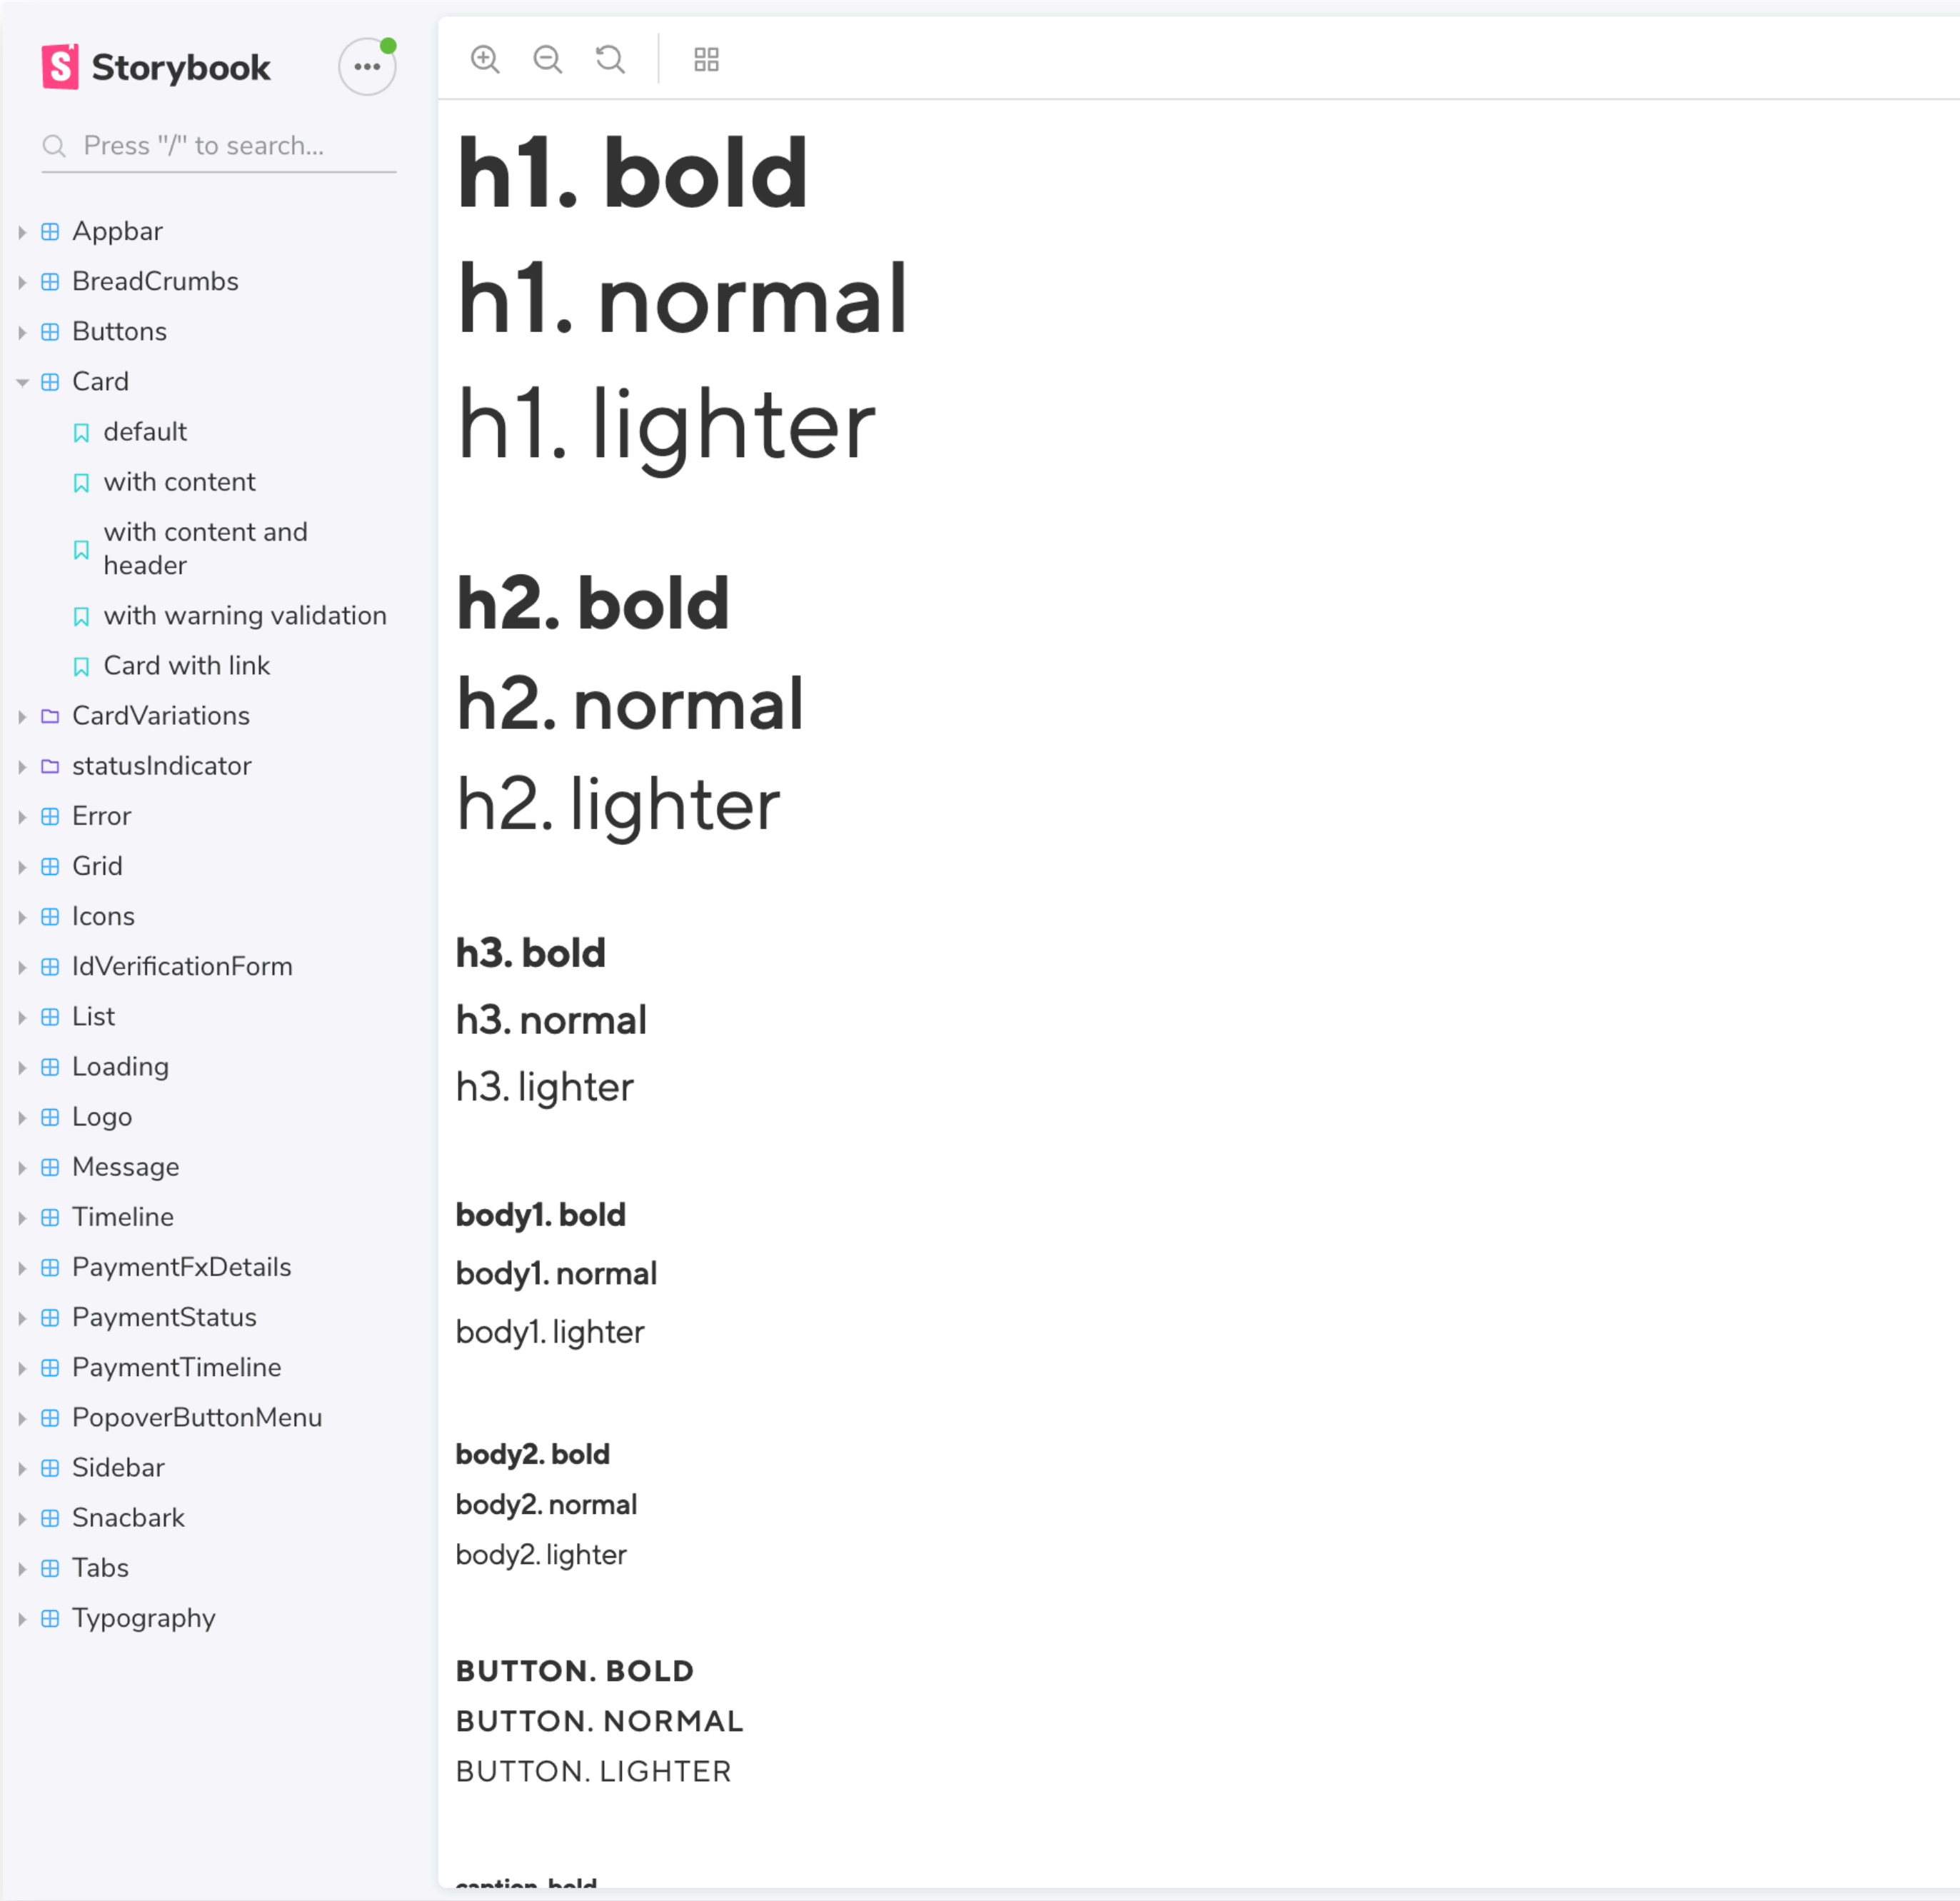 Storybook
Press "/" to search...
Appbar
BreadCrumbs
Buttons
Card
default
with content
with content and
header
with warning validation
Card with link
CardVariations
statusIndicator
Error
Grid
Icons
IdVerificationForm
List
Loading
Logo
Message
Timeline
PaymentFxDetails
PaymentStatus
PaymentTimeline
PopoverButtonMenu
Sidebar
Snacbark
Tabs
Typography
h1. bold
h1. normal
h1. lighter
h2. bold
h2. normal
h2. lighter
h3. bold
h3. normal
h3. lighter
body1. bold
body1. normal
body1. lighter
body2. bold
body2. normal
body2. lighter
BUTTON. BOLD
BUTTON. NORMAL
BUTTON. LIGHTER
caption. bold